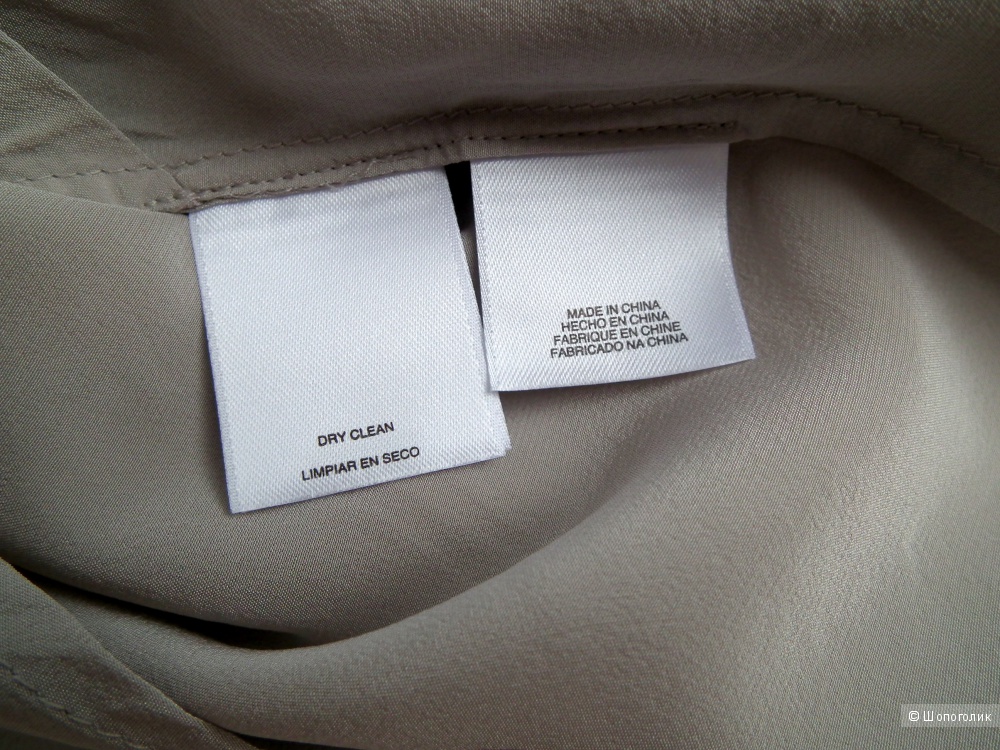 DRY CLEAN
LIMPIAR EN SECO
MADE IN CHINA
HECHO EN CHINA
FABRIQUE EN CHINE
FABRICADO NA CHINA
© Шопоголик